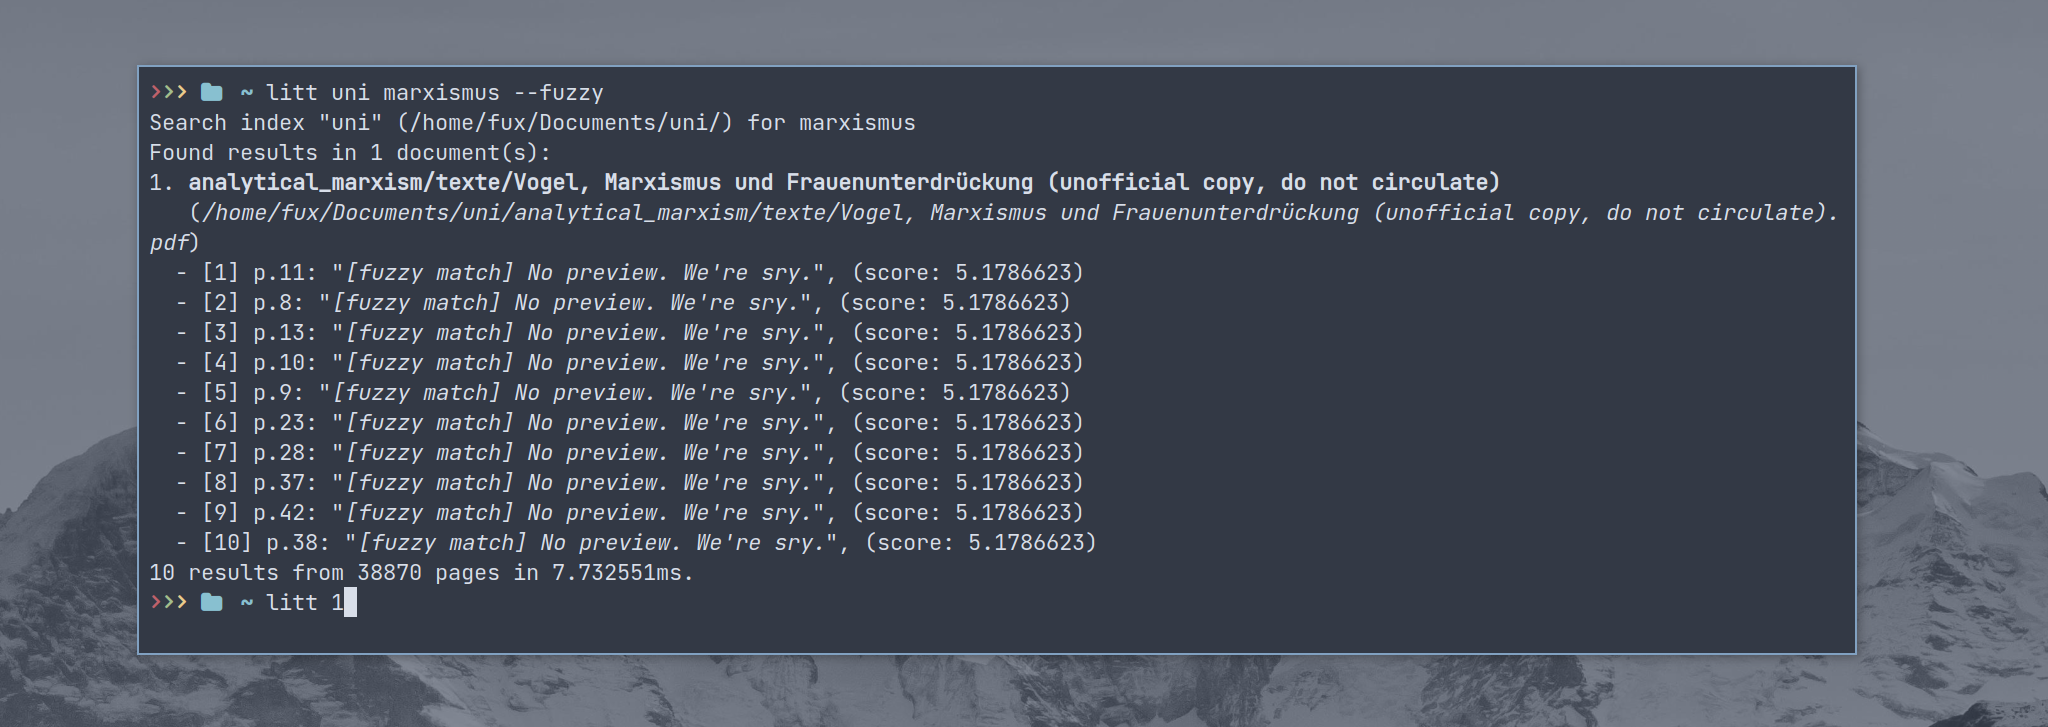 >>> ~ litt uni marxismus --fuzzy
Search index "uni" (/home/fux/Documents/uni/) for marxismus
Found results in 1 document(s):
1. analytical_marxism/texte/Vogel, Marxismus und Frauenunterdrückung (unofficial copy, do not circulate)
(/home/fux/Documents/uni/analytical_marxism/texte/Vogel, Marxismus und Frauenunterdrückung (unofficial copy, do not circulate).
pdf)
- [1] p.11: "[fuzzy match] No preview. We're sry.", (score: 5.1786623)
- [2] p.8: "[fuzzy match] No preview. We're sry.", (score: 5.1786623)
- [3] p.13: "[fuzzy match] No preview. We're sry.", (score: 5.1786623)
- [4] p.10: "[fuzzy match] No preview. We're sry.", (score: 5.1786623)
- [5] p.9: "[fuzzy match] No preview. We're sry.", (score: 5.1786623)
- [6] p.23: "[fuzzy match] No preview. We're sry.", (score: 5.1786623)
- [7] p.28: "[fuzzy match] No preview. We're sry.", (score: 5.1786623)
- [8] p.37: "[fuzzy match] No preview. We're sry.", (score: 5.1786623)
- [9] p.42: "[fuzzy match] No preview. We're sry.", (score: 5.1786623)
- [10] p.38: "[fuzzy match] No preview. We're sry.", (score: 5.1786623)
10 results from 38870 pages in 7.732551ms.
>>> ~ litt 1